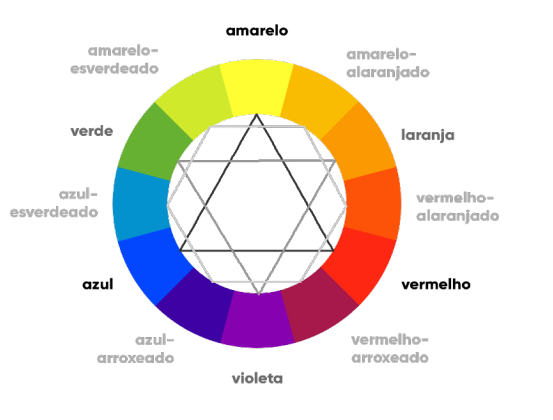 amarelo
amarelo-
esverdeado
amarelo-
alaranjado
verde
laranja
azul-
esverdeado
vermelho-
alaranjado
azul
vermelho
azul-
arroxeado
vermelho-
arroxeado
violeta